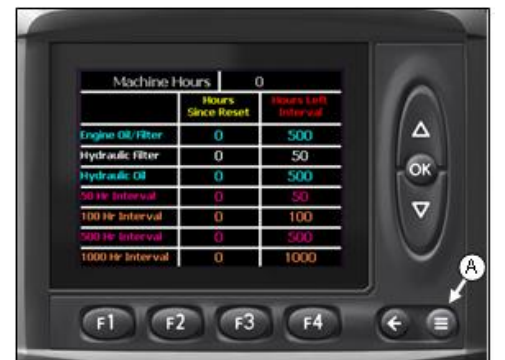 Machine Hours 0
Hours Since Reset Hours Left Interval
Engine Oil/Filter 0 500
Hydraulic Filter 0 50
Hydraulic Oil 0 500
50 Hr Interval 0 50
100 Hr Interval 0 100
500 Hr Interval 0 500
1000 Hr Interval 0 1000
OK
A
F1 F2 F3 F4